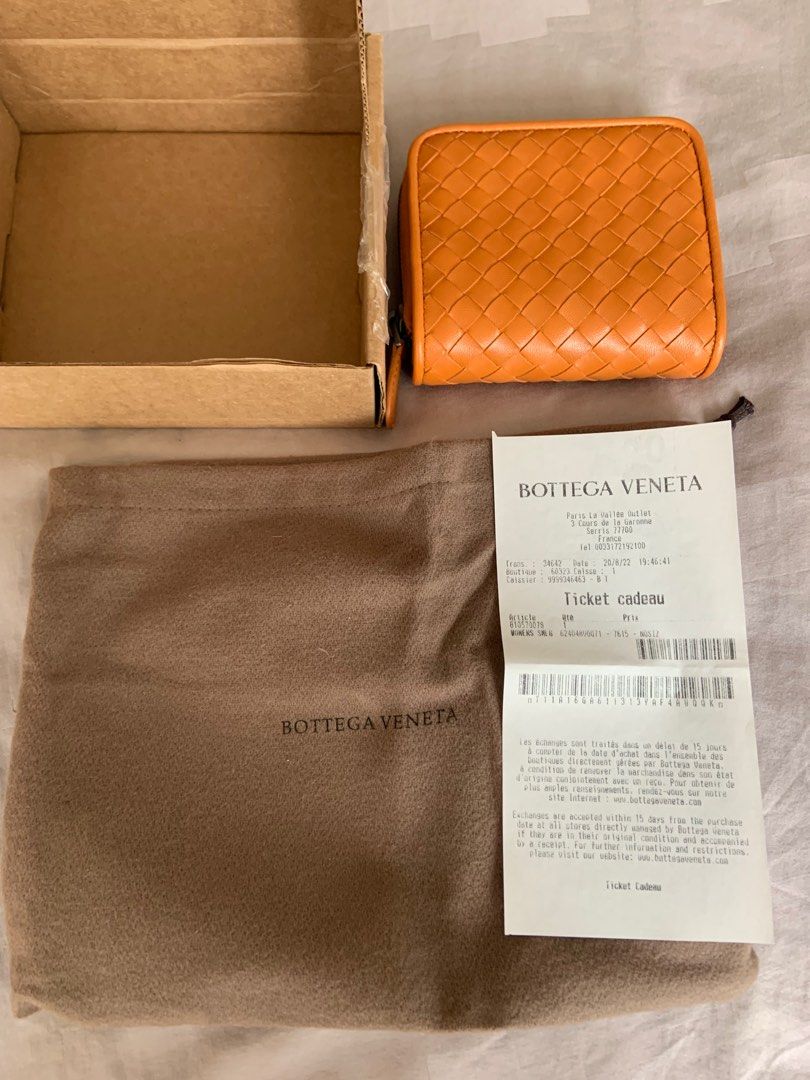 BOTTEGA VENETA
Paris La Vallée Outlet
3 Cours de la Garonne
Serris 77700
France
Tel 0033172192100
Trans. : 24642 Date : 20/8/22 19:46:41
Boutique : 60323 Caisse : 1
Caissier : 9999346463 - B T
Ticket cadeau
Article Qté Prix
810570078 1
WOMENS SMLG - 7615 - NOSIZ
Les échanges sont traités dans un délai de 15 jours
à compter de la date d'achat dans l'ensemble des
boutiques directement gérées par Bottega Veneta,
à condition de renvoyer la marchandise dans son état
d'origine conjointement avec un reçu. Pour obtenir de
plus amples renseignements, rendez-vous sur notre
site Internet : www.bottegaveneta.com
Exchanges are accepted within 15 days from the purchase
date at all stores directly managed by Bottega Veneta
if they are in their original condition and accompanied
by a receipt. For further information and restrictions,
please visit our website: www.bottegaveneta.com
Ticket Cadeau
BOTTEGA VENETA